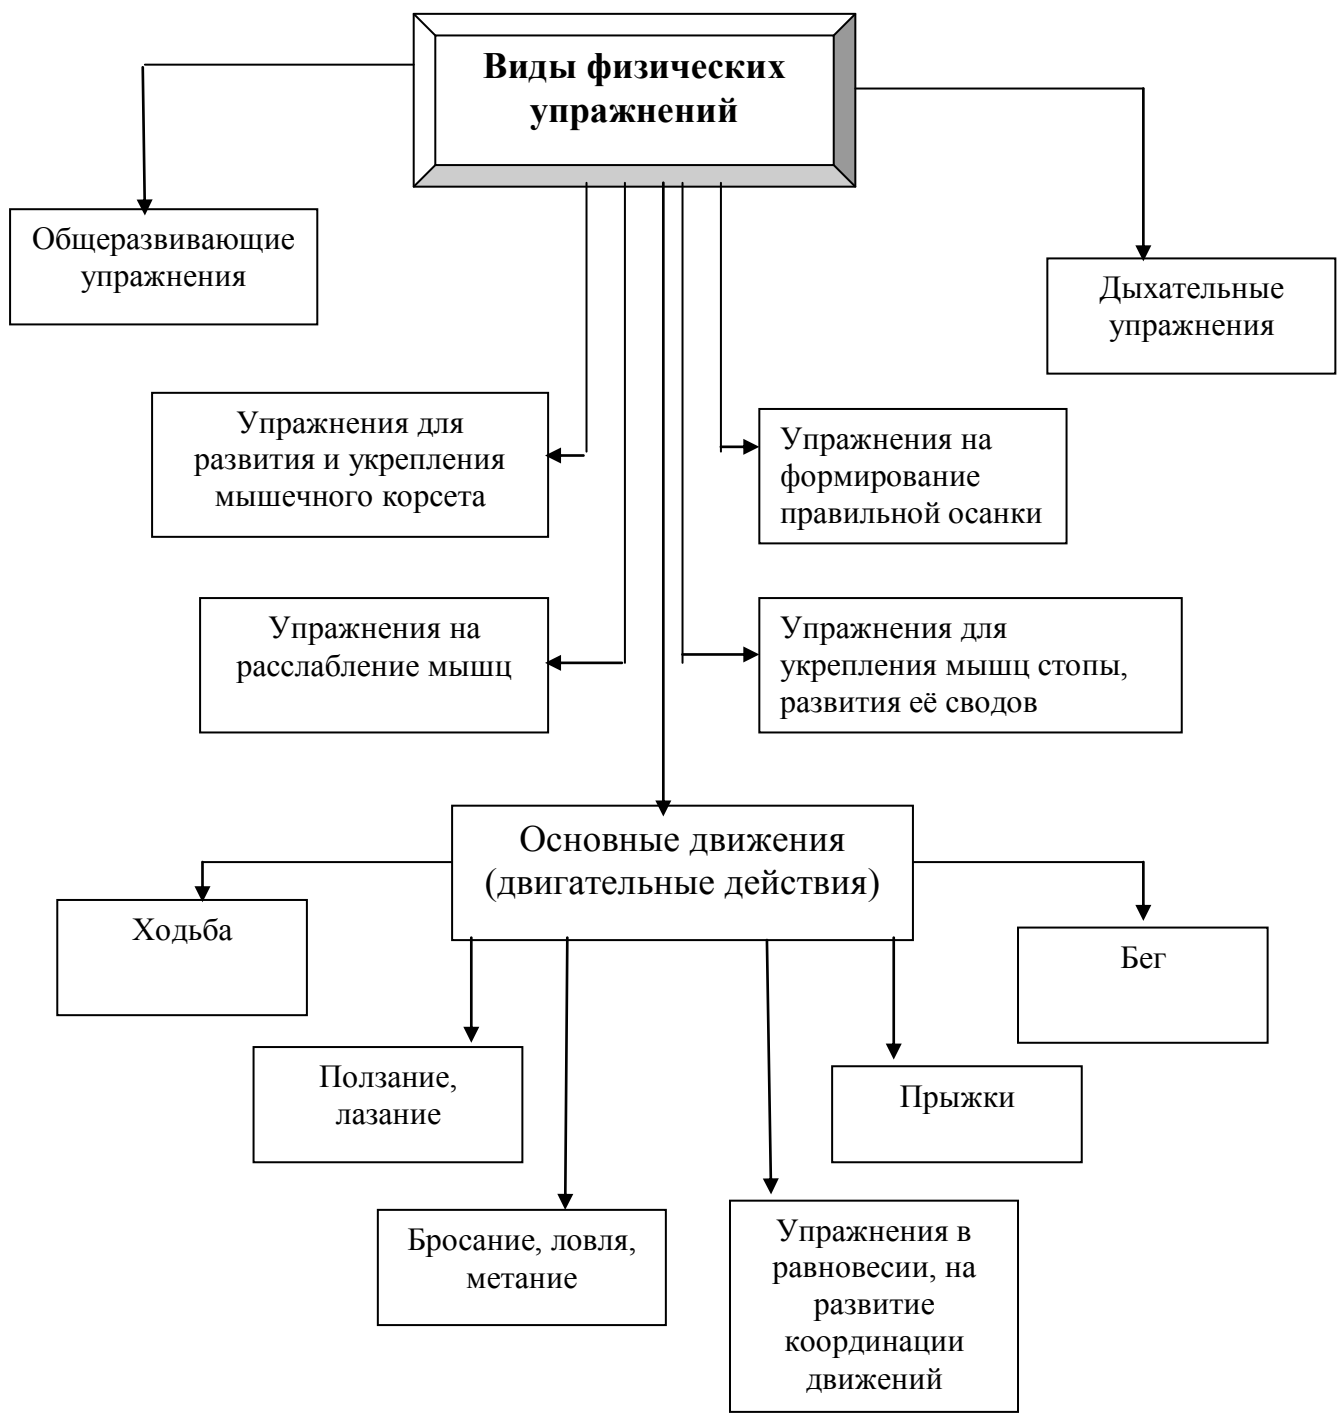 Виды физических
упражнений
Общеразвивающие
упражнения
Дыхательные
упражнения
Упражнения для
развития и укрепления
мышечного корсета
Упражнения на
формирование
правильной осанки
Упражнения на
расслабление мышц
Упражнения для
укрепления мышц стопы,
развития её сводов
Основные движения
(двигательные действия)
Ходьба
Бег
Ползание,
лазание
Прыжки
Бросание, ловля,
метание
Упражнения в
равновесии, на
развитие
координации
движений